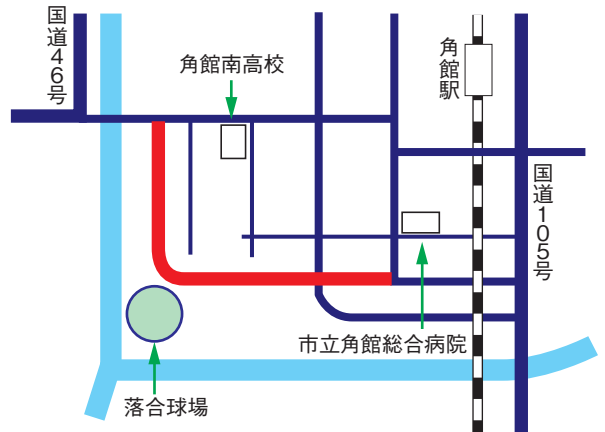 国道46号
角館南高校
角館駅
国道105号
市立角館総合病院
落合球場